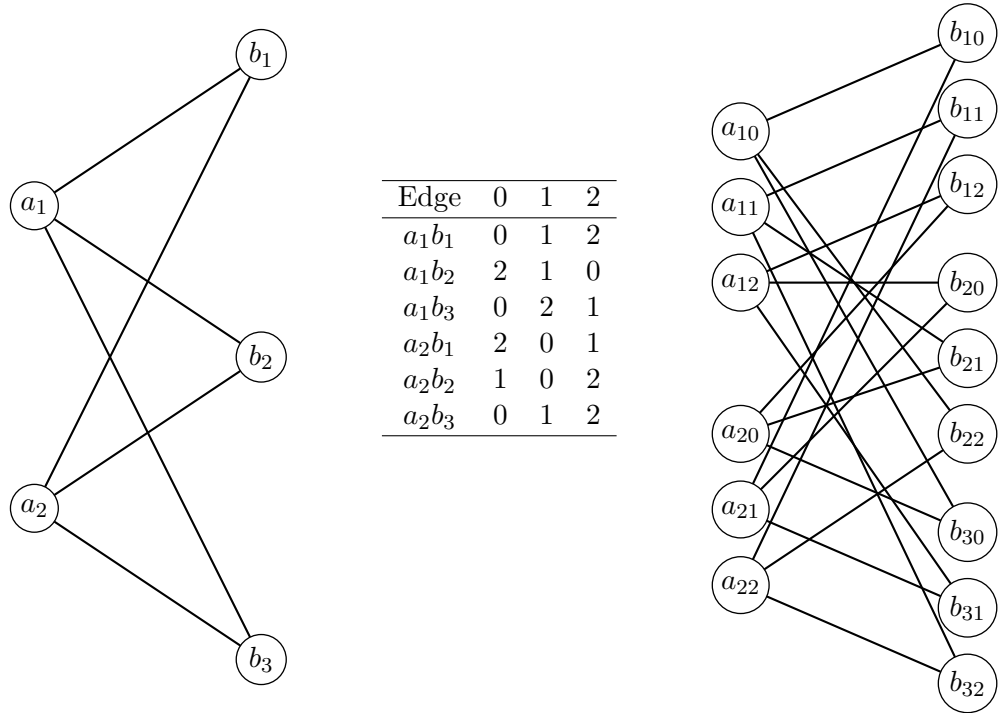 b₁
a₁
b₂
a₂
b₃
Edge 0 1 2
a₁b₁ 0 1 2
a₁b₂ 2 1 0
a₁b₃ 0 2 1
a₂b₁ 2 0 1
a₂b₂ 1 0 2
a₂b₃ 0 1 2
a₁₀
a₁₁
a₁₂
a₂₀
a₂₁
a₂₂
b₁₀
b₁₁
b₁₂
b₂₀
b₂₁
b₂₂
b₃₀
b₃₁
b₃₂